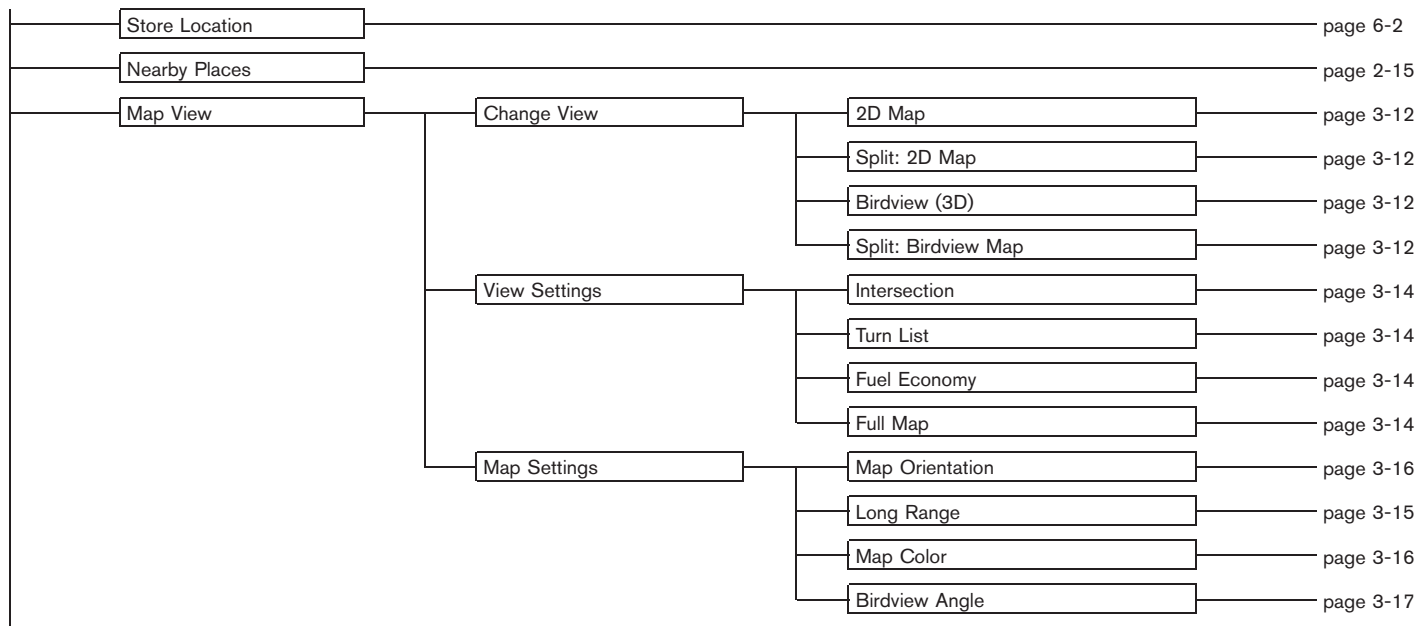 Store Location page 6-2
Nearby Places page 2-15
Map View Change View 2D Map page 3-12
Split: 2D Map page 3-12
Birdview (3D) page 3-12
Split: Birdview Map page 3-12
View Settings Intersection page 3-14
Turn List page 3-14
Fuel Economy page 3-14
Full Map page 3-14
Map Settings Map Orientation page 3-16
Long Range page 3-15
Map Color page 3-16
Birdview Angle page 3-17